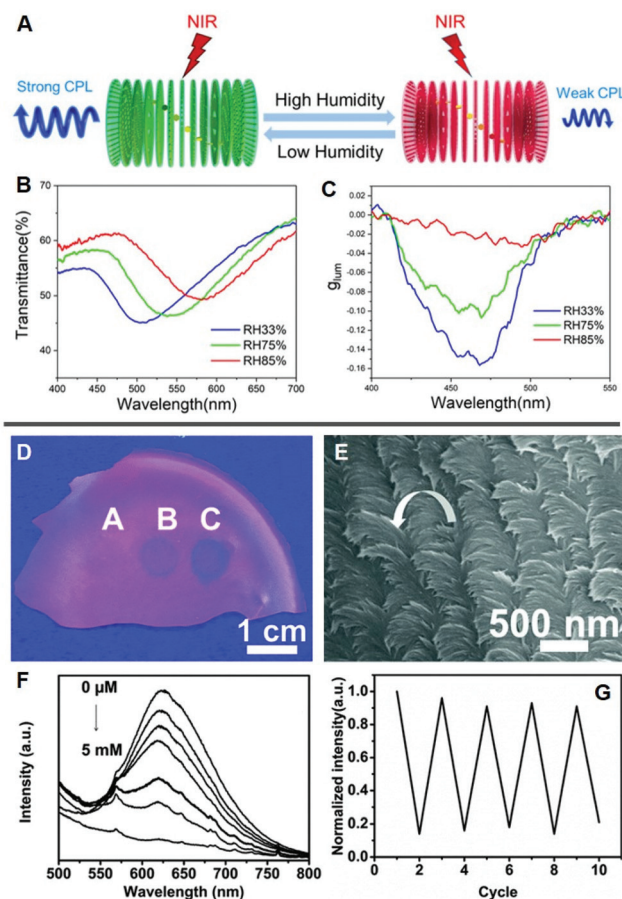 A
NIR
NIR
Strong CPL
High Humidity
Low Humidity
Weak CPL
B
Transmittance(%)
70
60
50
40
400 450 500 550 600 650 700
Wavelength(nm)
RH33%
RH75%
RH85%
C
glum
0.02
0.00
-0.02
-0.04
-0.06
-0.08
-0.10
-0.12
-0.14
-0.16
400 450 500 550
Wavelength(nm)
RH33%
RH75%
RH85%
D
A B C
1 cm
E
500 nm
F
0 μM
5 mM
Intensity (a.u.)
500 550 600 650 700 750 800
Wavelength (nm)
G
Normalized intensity(a.u.)
1.0
0.8
0.6
0.4
0.2
0.0
0 2 4 6 8 10
Cycle